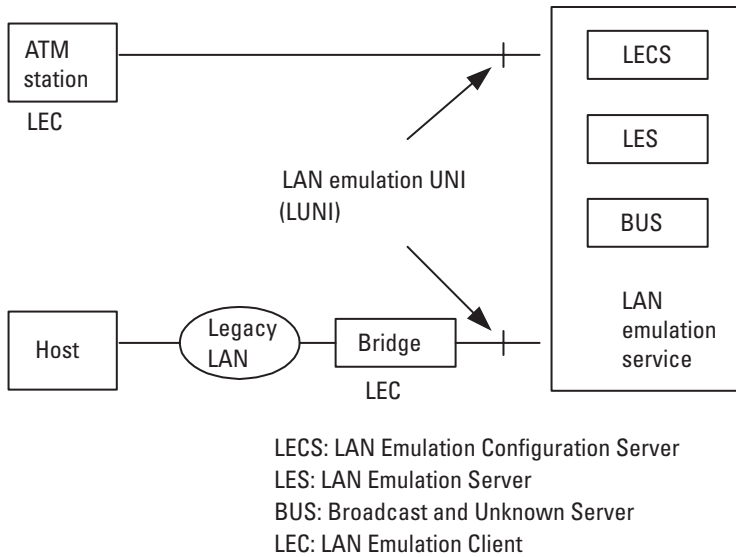 ATM
station
LEC
LECS
LES
BUS
LAN
emulation
service
LAN emulation UNI
(LUNI)
Host
Legacy
LAN
Bridge
LEC
LECS: LAN Emulation Configuration Server
LES: LAN Emulation Server
BUS: Broadcast and Unknown Server
LEC: LAN Emulation Client